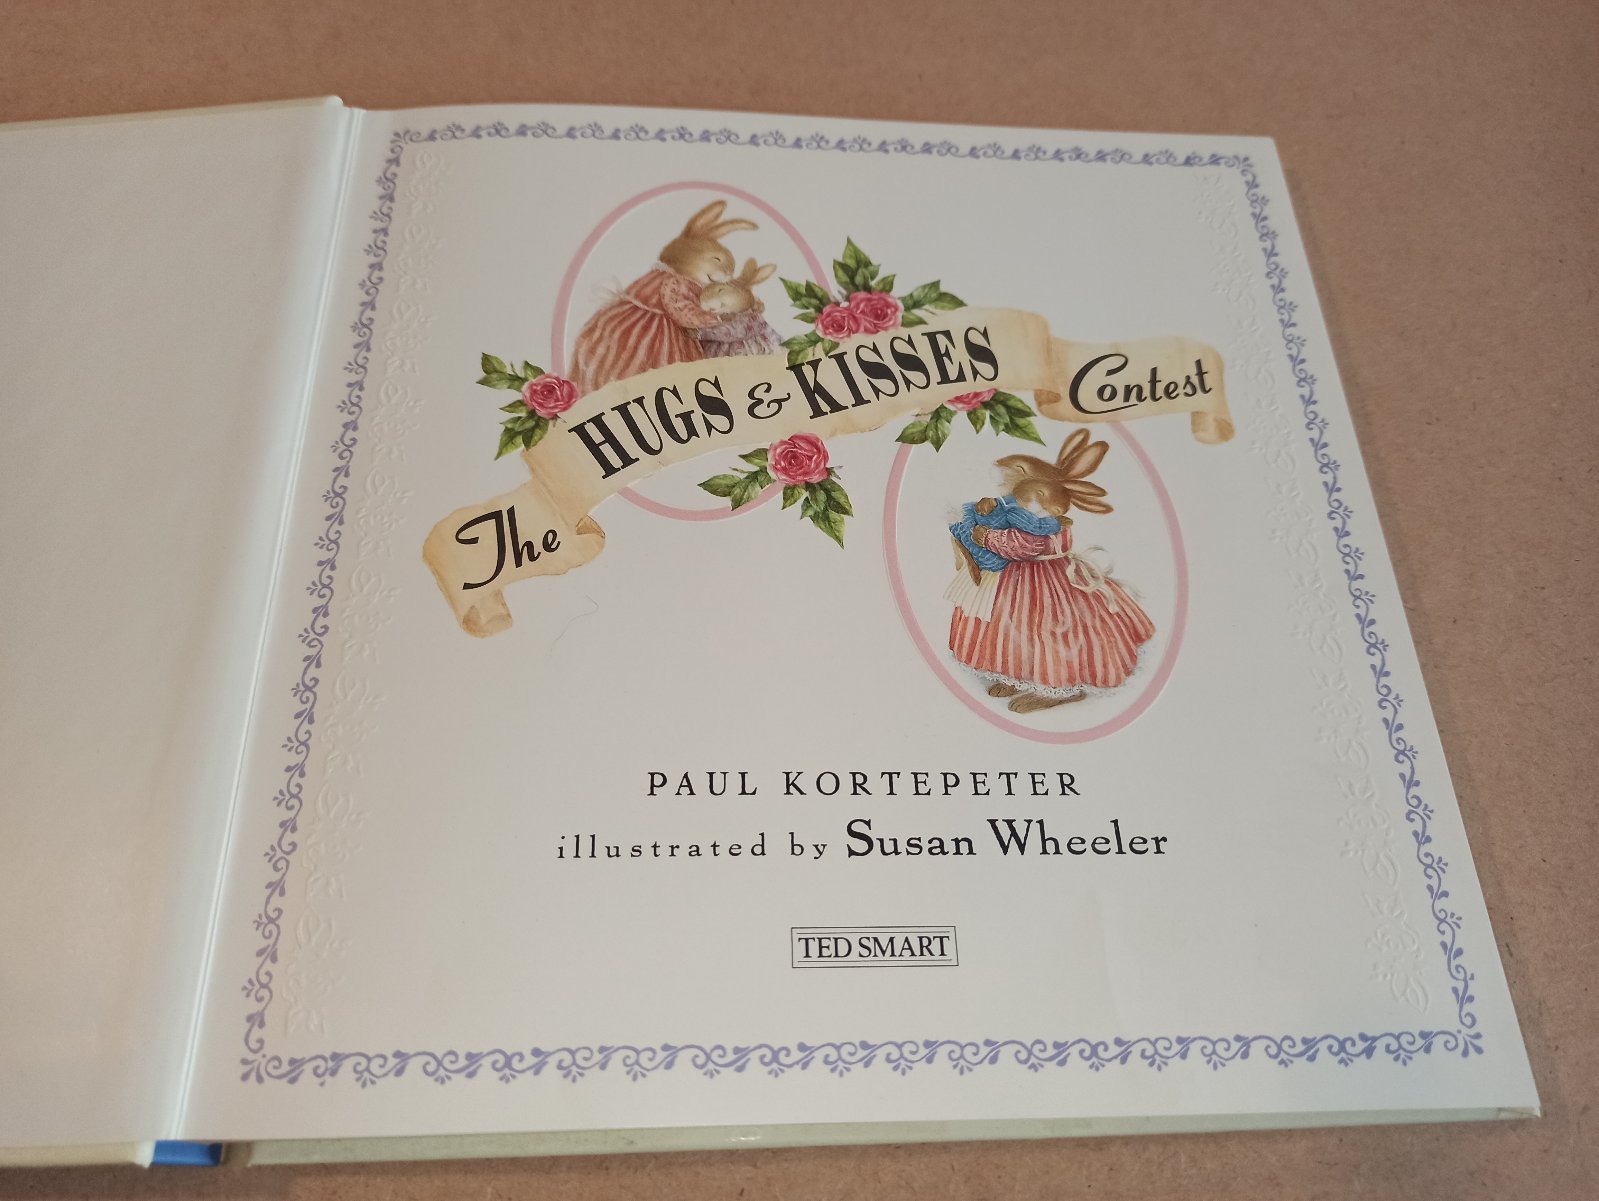 The HUGS & KISSES Contest
PAUL KORTEPETER
illustrated by Susan Wheeler
TED SMART